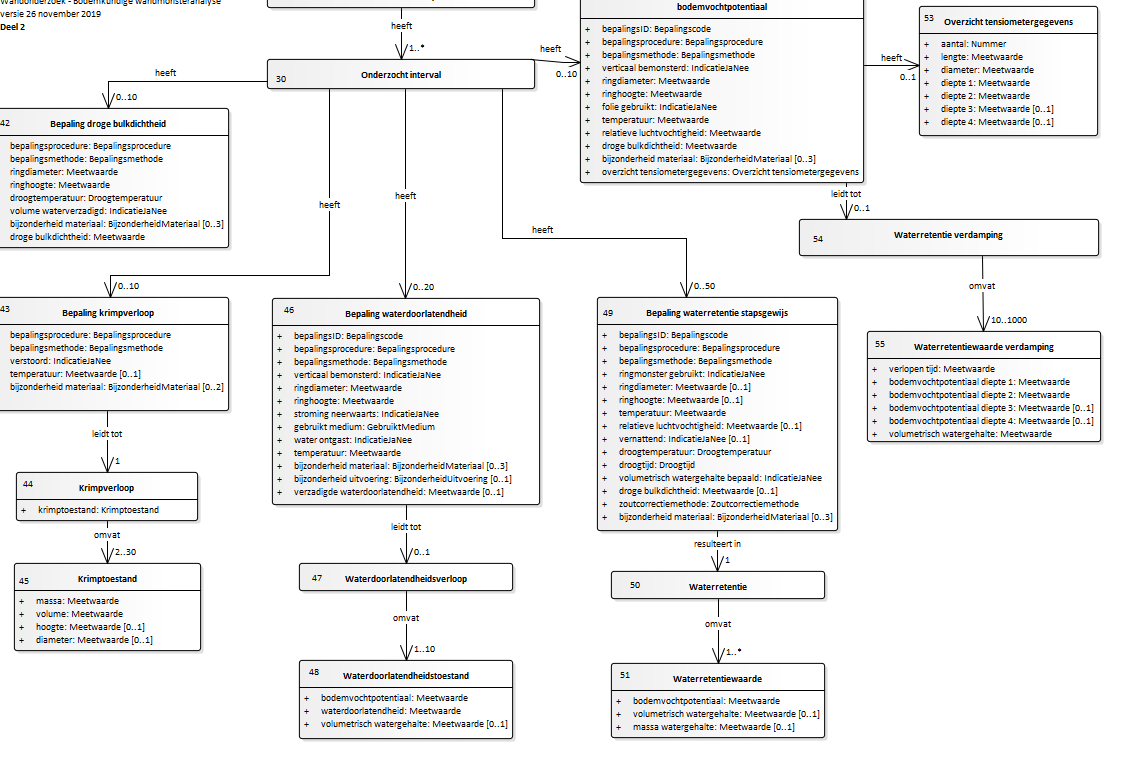 Wandonderzoek - Bodemkundige wandmonsteranalyse
versie 26 november 2019
Deel 2
heeft
1..*
30
Onderzocht interval
heeft
0..10
42
Bepaling droge bulkdichtheid
bepalingsprocedure: Bepalingsprocedure
bepalingsmethode: Bepalingsmethode
ringdiameter: Meetwaarde
ringhoogte: Meetwaarde
droogtemperatuur: Droogtemperatuur
volume waterverzadigd: IndicatieJaNee
bijzonderheid materiaal: BijzonderheidMateriaal [0..3]
droge bulkdichtheid: Meetwaarde
heeft
0..10
bodemvochtpotentiaal
+ bepalingsID: Bepalingscode
+ bepalingsprocedure: Bepalingsprocedure
+ bepalingsmethode: Bepalingsmethode
+ verticaal bemonsterd: IndicatieJaNee
+ ringdiameter: Meetwaarde
+ ringhoogte: Meetwaarde
+ folie gebruikt: IndicatieJaNee
+ temperatuur: Meetwaarde
+ relatieve luchtvochtigheid: Meetwaarde
+ droge bulkdichtheid: Meetwaarde
+ bijzonderheid materiaal: BijzonderheidMateriaal [0..3]
+ overzicht tensiometergegevens: Overzicht tensiometergegevens
heeft
0..1
53
Overzicht tensiometergegevens
+ aantal: Nummer
+ lengte: Meetwaarde
+ diameter: Meetwaarde
+ diepte 1: Meetwaarde
+ diepte 2: Meetwaarde
+ diepte 3: Meetwaarde [0..1]
+ diepte 4: Meetwaarde [0..1]
leidt tot
0..1
54
Waterretentie verdamping
omvat
10..1000
55
Waterretentiewaarde verdamping
+ verlopen tijd: Meetwaarde
+ bodemvochtpotentiaal diepte 1: Meetwaarde
+ bodemvochtpotentiaal diepte 2: Meetwaarde
+ bodemvochtpotentiaal diepte 3: Meetwaarde [0..1]
+ bodemvochtpotentiaal diepte 4: Meetwaarde [0..1]
+ volumetrisch watergehalte: Meetwaarde
heeft
0..10
43
Bepaling krimpverloop
bepalingsprocedure: Bepalingsprocedure
bepalingsmethode: Bepalingsmethode
verstoord: IndicatieJaNee
temperatuur: Meetwaarde [0..1]
bijzonderheid materiaal: BijzonderheidMateriaal [0..2]
leidt tot
1
44
Krimpverloop
+ krimptoestand: Krimptoestand
omvat
2..30
45
Krimptoestand
+ massa: Meetwaarde
+ volume: Meetwaarde
+ hoogte: Meetwaarde [0..1]
+ diameter: Meetwaarde [0..1]
heeft
0..20
46
Bepaling waterdoorlatendheid
+ bepalingsID: Bepalingscode
+ bepalingsprocedure: Bepalingsprocedure
+ bepalingsmethode: Bepalingsmethode
+ verticaal bemonsterd: IndicatieJaNee
+ ringdiameter: Meetwaarde
+ ringhoogte: Meetwaarde
+ stroming neerwaarts: IndicatieJaNee
+ gebruikt medium: GebruiktMedium
+ water ontgast: IndicatieJaNee
+ temperatuur: Meetwaarde
+ bijzonderheid materiaal: BijzonderheidMateriaal [0..3]
+ bijzonderheid uitvoering: BijzonderheidUitvoering [0..1]
+ verzadigde waterdoorlatendheid: Meetwaarde [0..1]
leidt tot
0..1
47
Waterdoorlatendheidsverloop
omvat
1..10
48
Waterdoorlatendheidstoestand
+ bodemvochtpotentiaal: Meetwaarde
+ waterdoorlatendheid: Meetwaarde
+ volumetrisch watergehalte: Meetwaarde [0..1]
heeft
0..50
49
Bepaling waterretentie stapsgewijs
+ bepalingsID: Bepalingscode
+ bepalingsprocedure: Bepalingsprocedure
+ bepalingsmethode: Bepalingsmethode
+ ringmonster gebruikt: IndicatieJaNee
+ ringdiameter: Meetwaarde [0..1]
+ ringhoogte: Meetwaarde [0..1]
+ temperatuur: Meetwaarde
+ relatieve luchtvochtigheid: Meetwaarde [0..1]
+ vernattend: IndicatieJaNee [0..1]
+ droogtemperatuur: Droogtemperatuur
+ droogtijd: Droogtijd
+ volumetrisch watergehalte bepaald: IndicatieJaNee
+ droge bulkdichtheid: Meetwaarde [0..1]
+ zoutcorrectiemethode: Zoutcorrectiemethode
+ bijzonderheid materiaal: BijzonderheidMateriaal [0..3]
resulteert in
1
50
Waterretentie
omvat
1..*
51
Waterretentiewaarde
+ bodemvochtpotentiaal: Meetwaarde
+ volumetrisch watergehalte: Meetwaarde [0..1]
+ massa watergehalte: Meetwaarde [0..1]